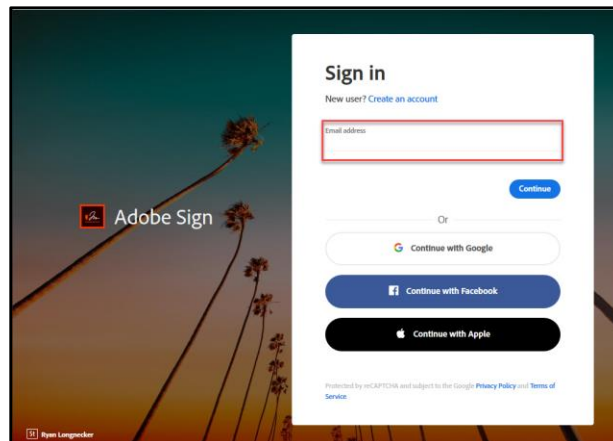 Sign in
New user? Create an account
Email address
Continue
Adobe Sign
Or
G Continue with Google
f Continue with Facebook
Continue with Apple
Protected by reCAPTCHA and subject to the Google Privacy Policy and Terms of
Service
St Ryan Longnecker